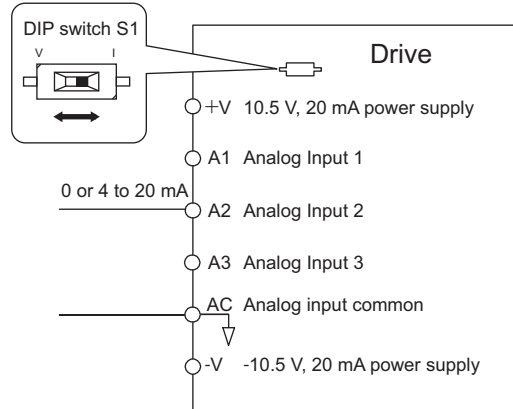 DIP switch S1
V I
Drive
+V 10.5 V, 20 mA power supply
A1 Analog Input 1
0 or 4 to 20 mA
A2 Analog Input 2
A3 Analog Input 3
AC Analog input common
-V -10.5 V, 20 mA power supply